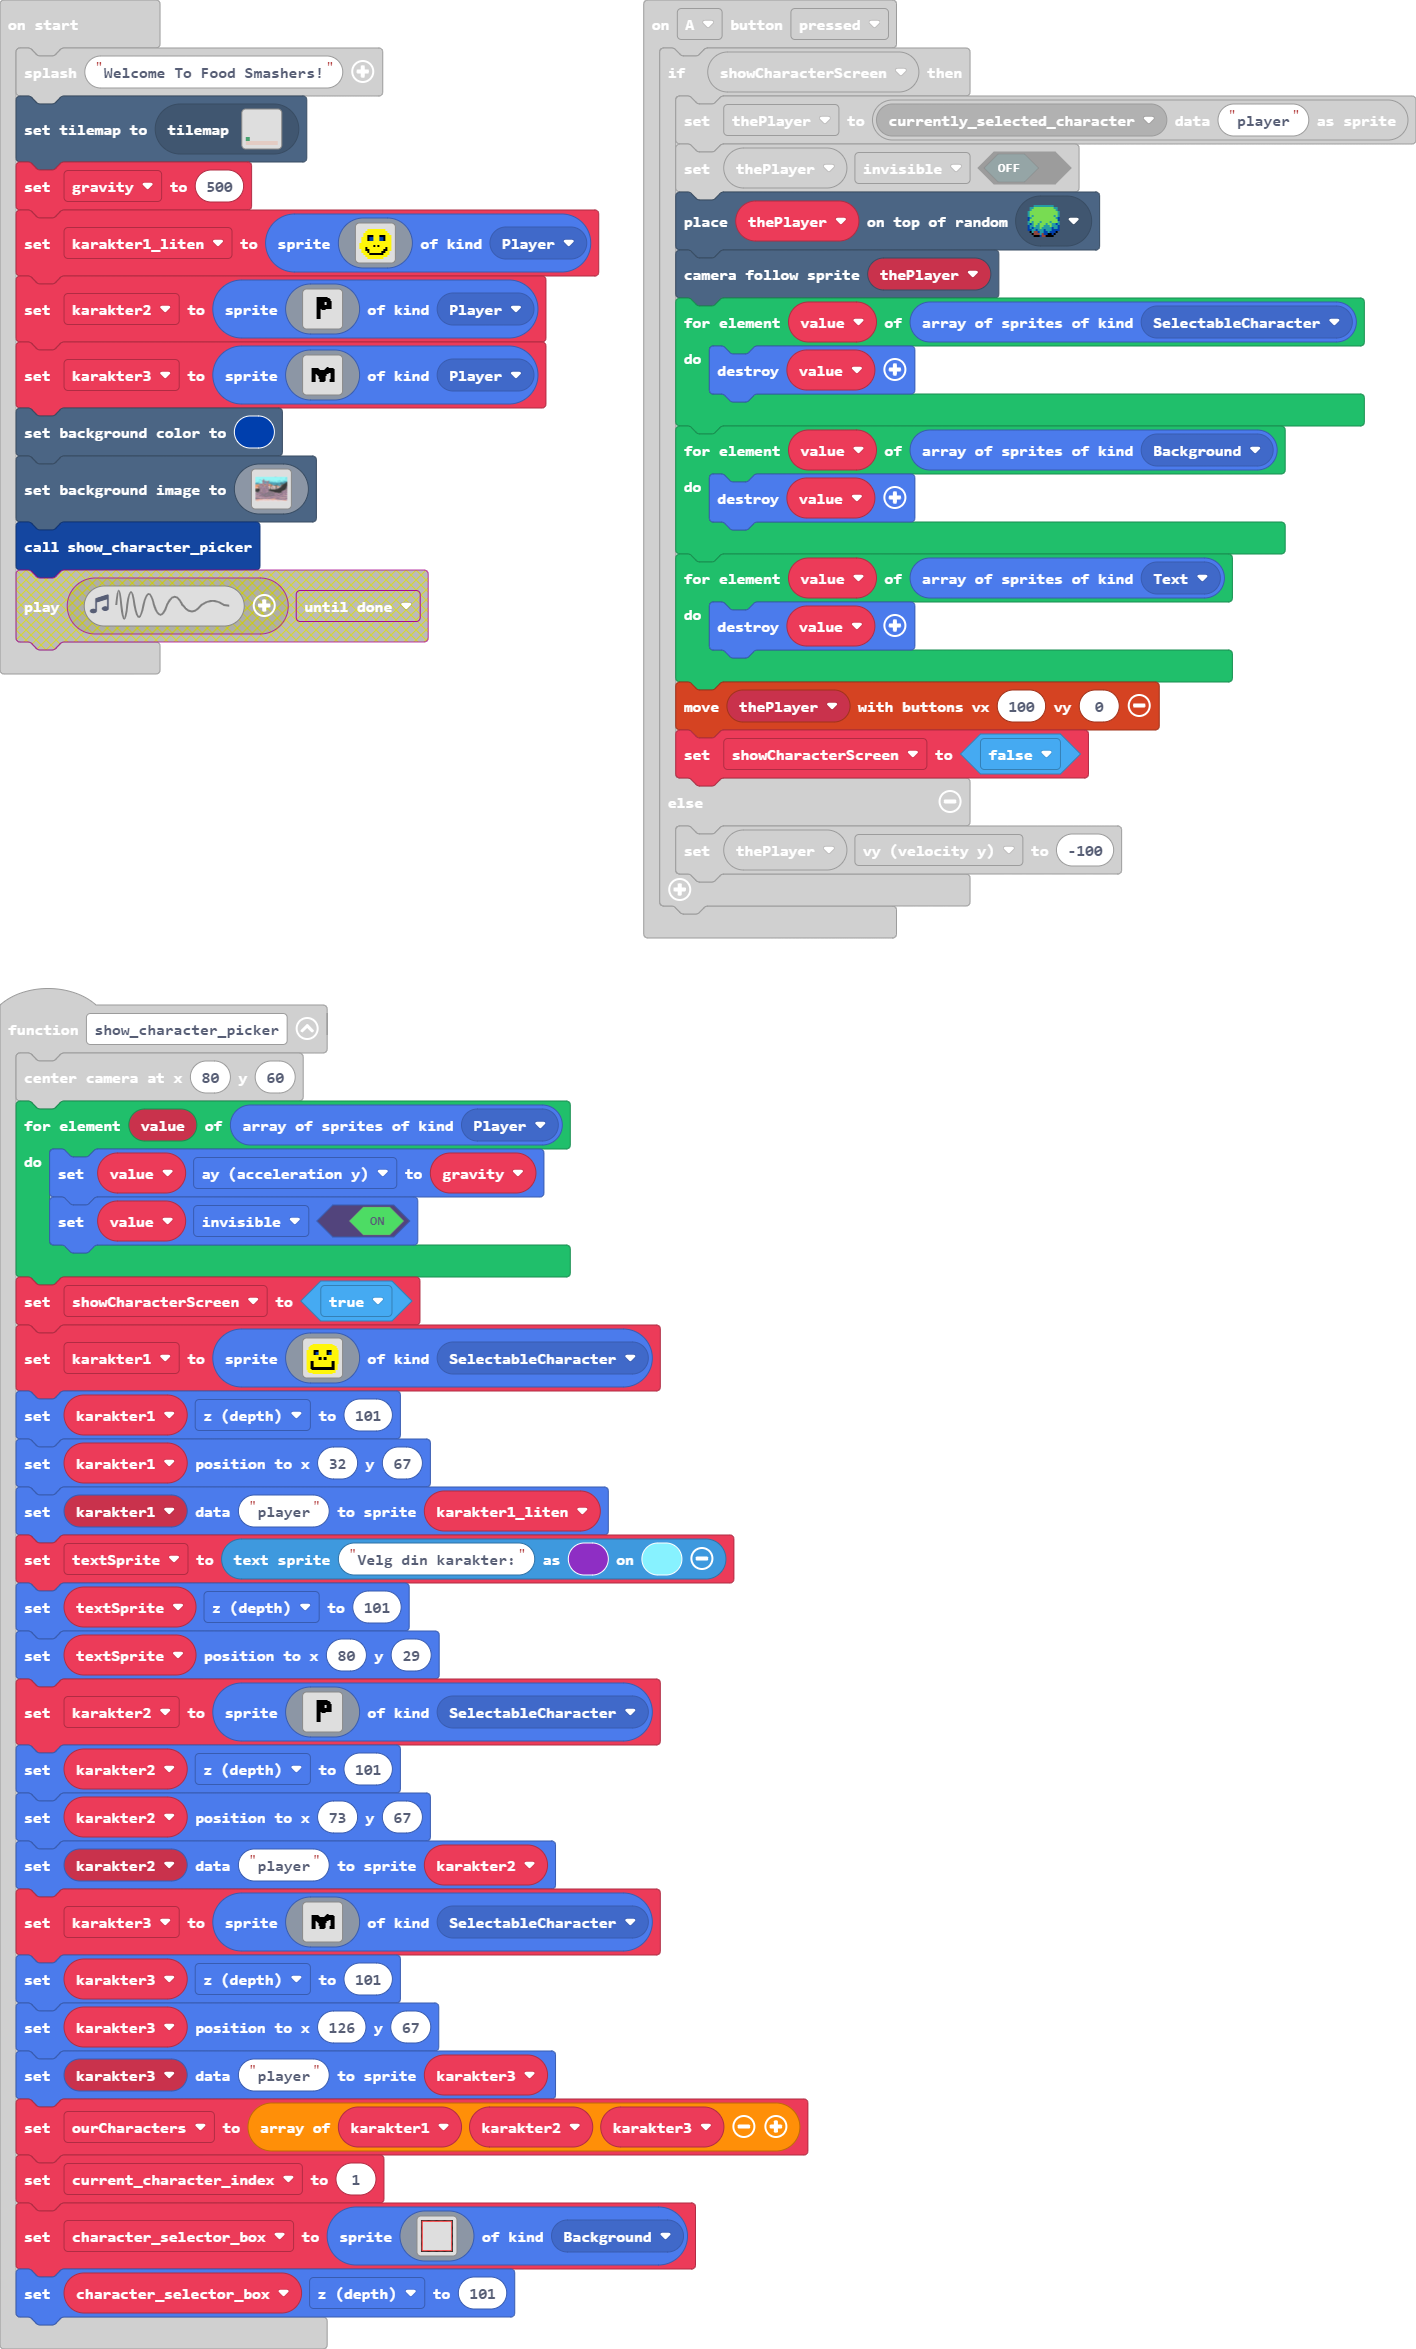 on start
splash "Welcome To Food Smashers!"
set tilemap to tilemap
set gravity to 500
set karakter1_liten to sprite of kind Player
set karakter2 to sprite of kind Player
set karakter3 to sprite of kind Player
set background color to
set background image to
call show_character_picker
play until done
on A button pressed
if showCharacterScreen then
set thePlayer to currently_selected_character data "player" as sprite
set thePlayer invisible OFF
place thePlayer on top of random
camera follow sprite thePlayer
for element value of array of sprites of kind SelectableCharacter
do destroy value
for element value of array of sprites of kind Background
do destroy value
for element value of array of sprites of kind Text
do destroy value
move thePlayer with buttons vx 100 vy 0
set showCharacterScreen to false
else
set thePlayer vy (velocity y) to -100
function show_character_picker
center camera at x 80 y 60
for element value of array of sprites of kind Player
do set value ay (acceleration y) to gravity
set value invisible ON
set showCharacterScreen to true
set karakter1 to sprite of kind SelectableCharacter
set karakter1 z (depth) to 101
set karakter1 position to x 32 y 67
set karakter1 data "player" to sprite karakter1_liten
set textSprite to text sprite "Velg din karakter:" as on
set textSprite z (depth) to 101
set textSprite position to x 80 y 29
set karakter2 to sprite P of kind SelectableCharacter
set karakter2 z (depth) to 101
set karakter2 position to x 73 y 67
set karakter2 data "player" to sprite karakter2
set karakter3 to sprite m of kind SelectableCharacter
set karakter3 z (depth) to 101
set karakter3 position to x 126 y 67
set karakter3 data "player" to sprite karakter3
set ourCharacters to array of karakter1 karakter2 karakter3
set current_character_index to 1
set character_selector_box to sprite of kind Background
set character_selector_box z (depth) to 101